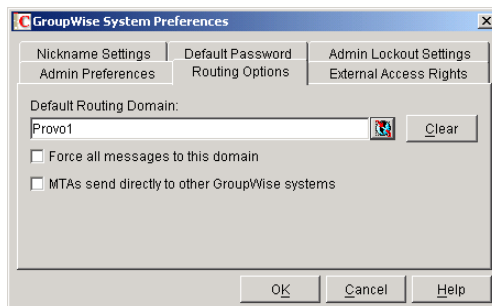 GroupWise System Preferences
Nickname Settings Default Password Admin Lockout Settings
Admin Preferences Routing Options External Access Rights
Default Routing Domain:
Provo1 Clear
Force all messages to this domain
MTAs send directly to other GroupWise systems
OK Cancel Help